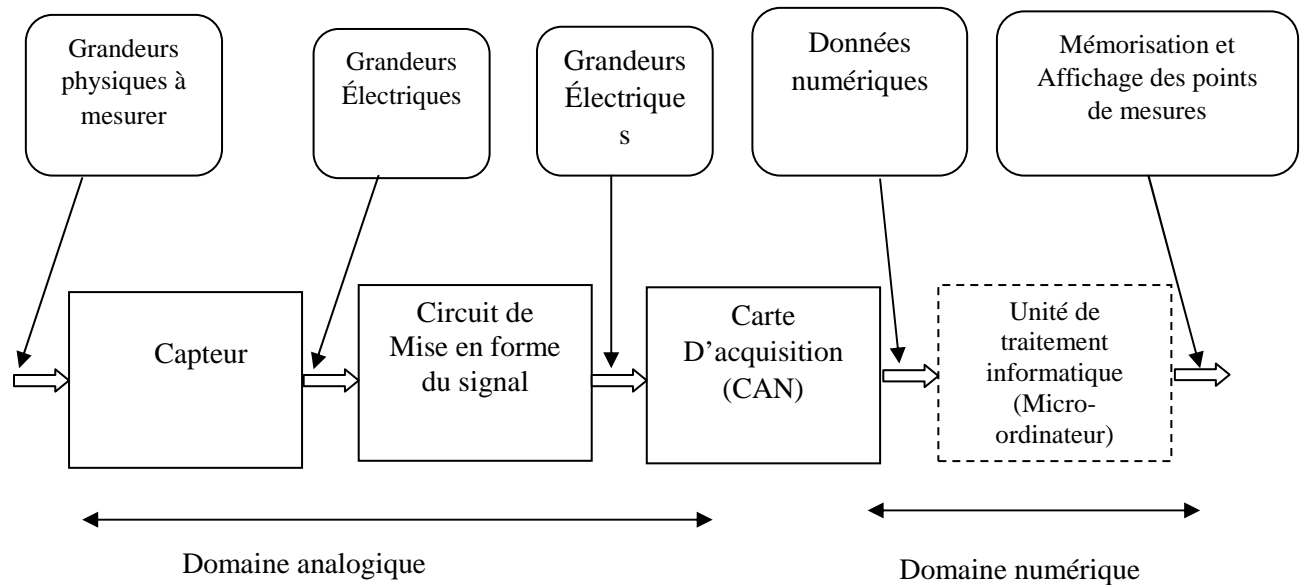 Grandeurs
physiques à
mesurer
Grandeurs
Électriques
Grandeurs
Électrique
s
Données
numériques
Mémorisation et
Affichage des points
de mesures
Capteur
Circuit de
Mise en forme
du signal
Carte
D’acquisition
(CAN)
Unité de
traitement
informatique
(Micro-
ordinateur)
Domaine analogique
Domaine numérique